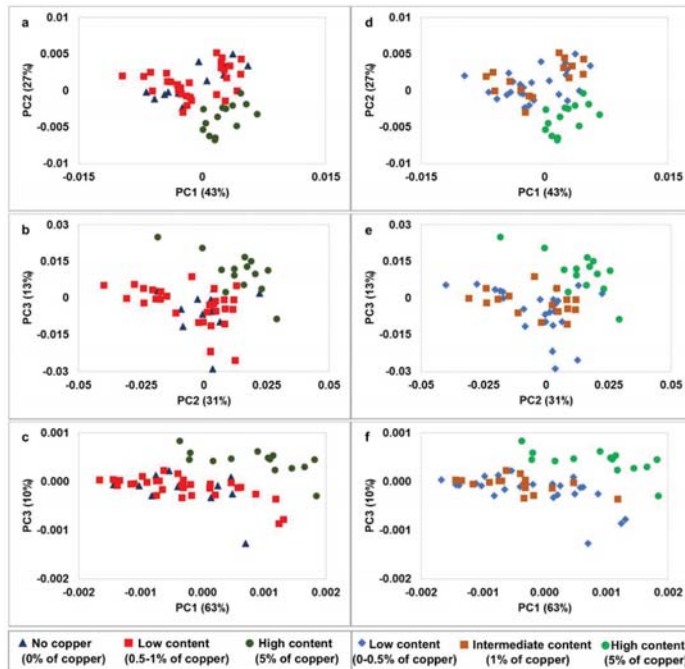 a
0.01
0.005
0
-0.005
-0.01
PC2 (27%)
-0.015
0
0.015
PC1 (43%)
d
0.01
0.005
0
-0.005
-0.01
PC2 (27%)
-0.015
0
0.015
PC1 (43%)
b
0.03
0.015
0
-0.015
-0.03
PC3 (13%)
-0.05
-0.025
0
0.025
0.05
PC2 (31%)
e
0.03
0.015
0
-0.015
-0.03
PC3 (13%)
-0.05
-0.025
0
0.025
0.05
PC2 (31%)
c
0.001
0.000
-0.001
-0.002
PC3 (10%)
-0.002
-0.001
0.000
0.001
0.002
PC1 (63%)
f
0.001
0.000
-0.001
-0.002
PC3 (10%)
-0.002
-0.001
0.000
0.001
0.002
PC1 (63%)
No copper
(0% of copper)
Low content
(0.5-1% of copper)
High content
(5% of copper)
Low content
(0-0.5% of copper)
Intermediate content
(1% of copper)
High content
(5% of copper)